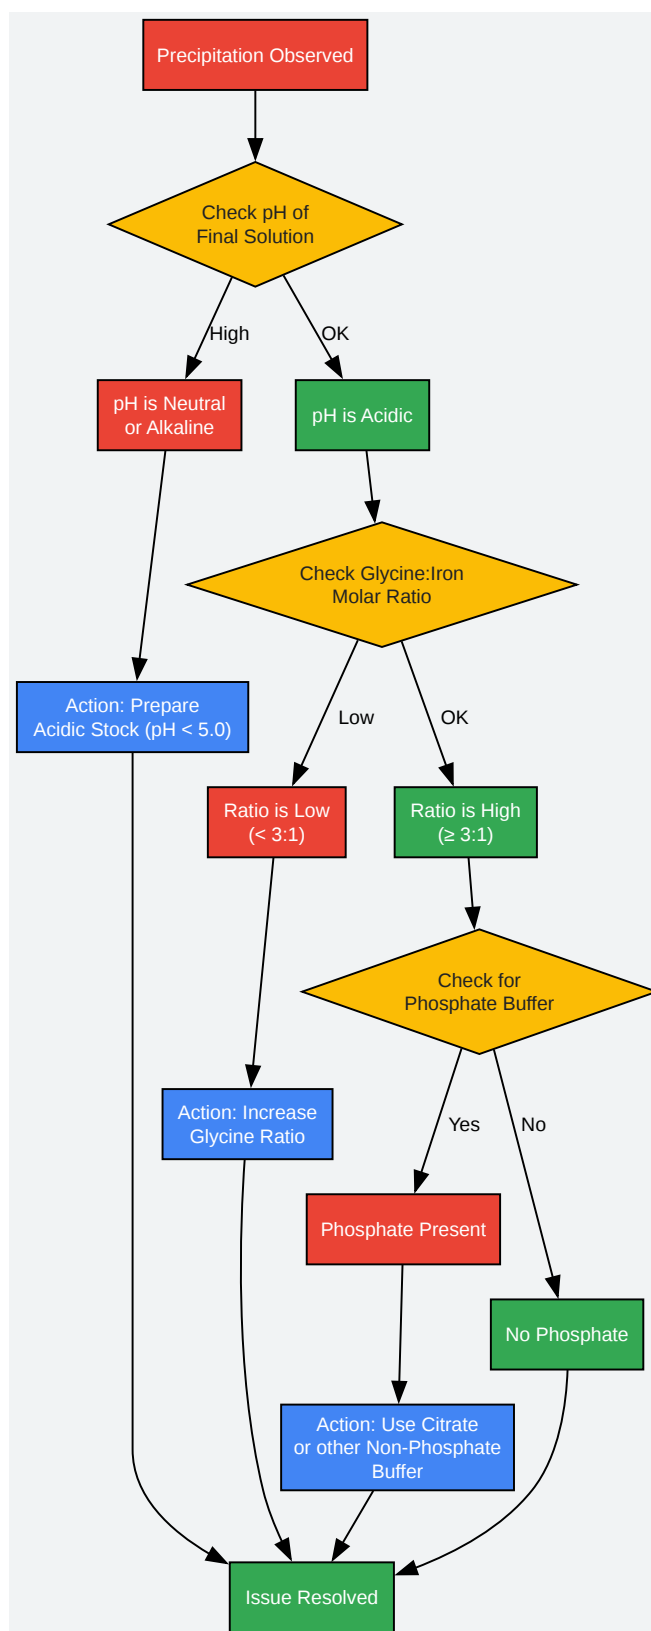 Precipitation Observed
Check pH of
Final Solution
High
OK
pH is Neutral
or Alkaline
pH is Acidic
Check Glycine:Iron
Molar Ratio
Action: Prepare
Acidic Stock (pH < 5.0)
Low
OK
Ratio is Low
(< 3:1)
Ratio is High
(≥ 3:1)
Check for
Phosphate Buffer
Action: Increase
Glycine Ratio
Yes
No
Phosphate Present
No Phosphate
Action: Use Citrate
or other Non-Phosphate
Buffer
Issue Resolved